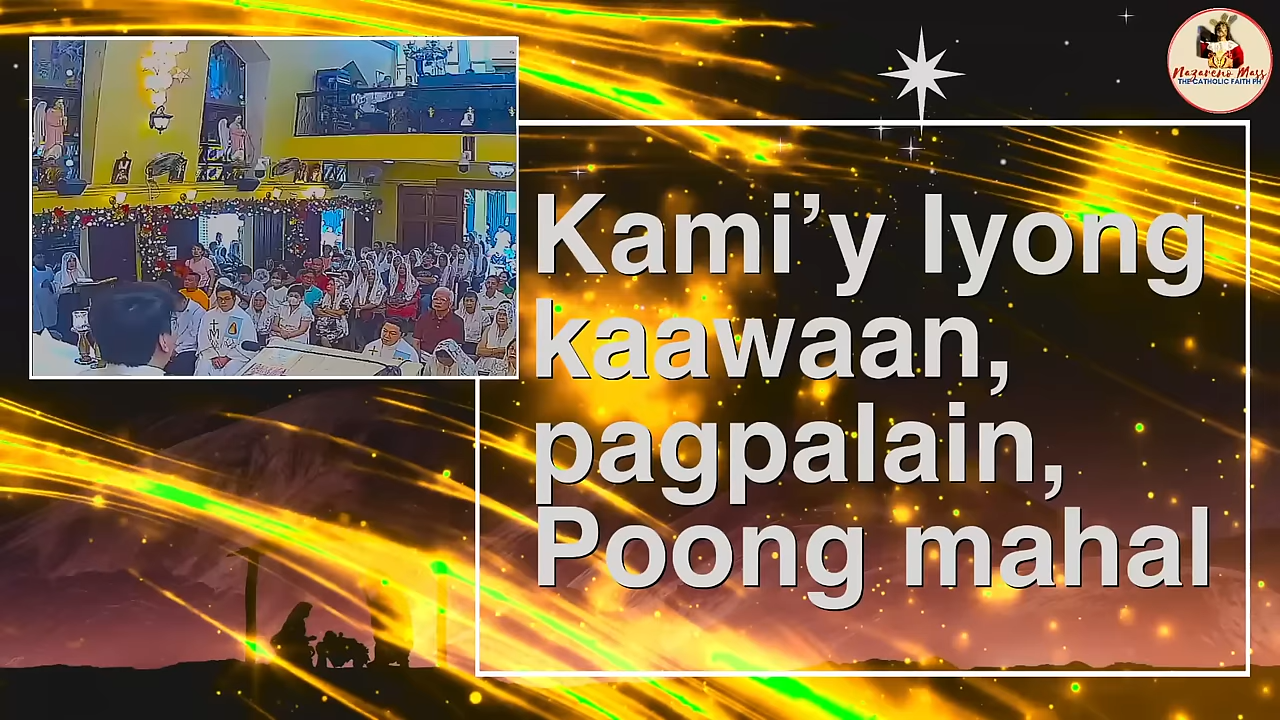 Nazareno Mass
THE CATHOLIC FAITH PH
Kami’y Iyong
kaawaan,
pagpalain,
Poong mahal